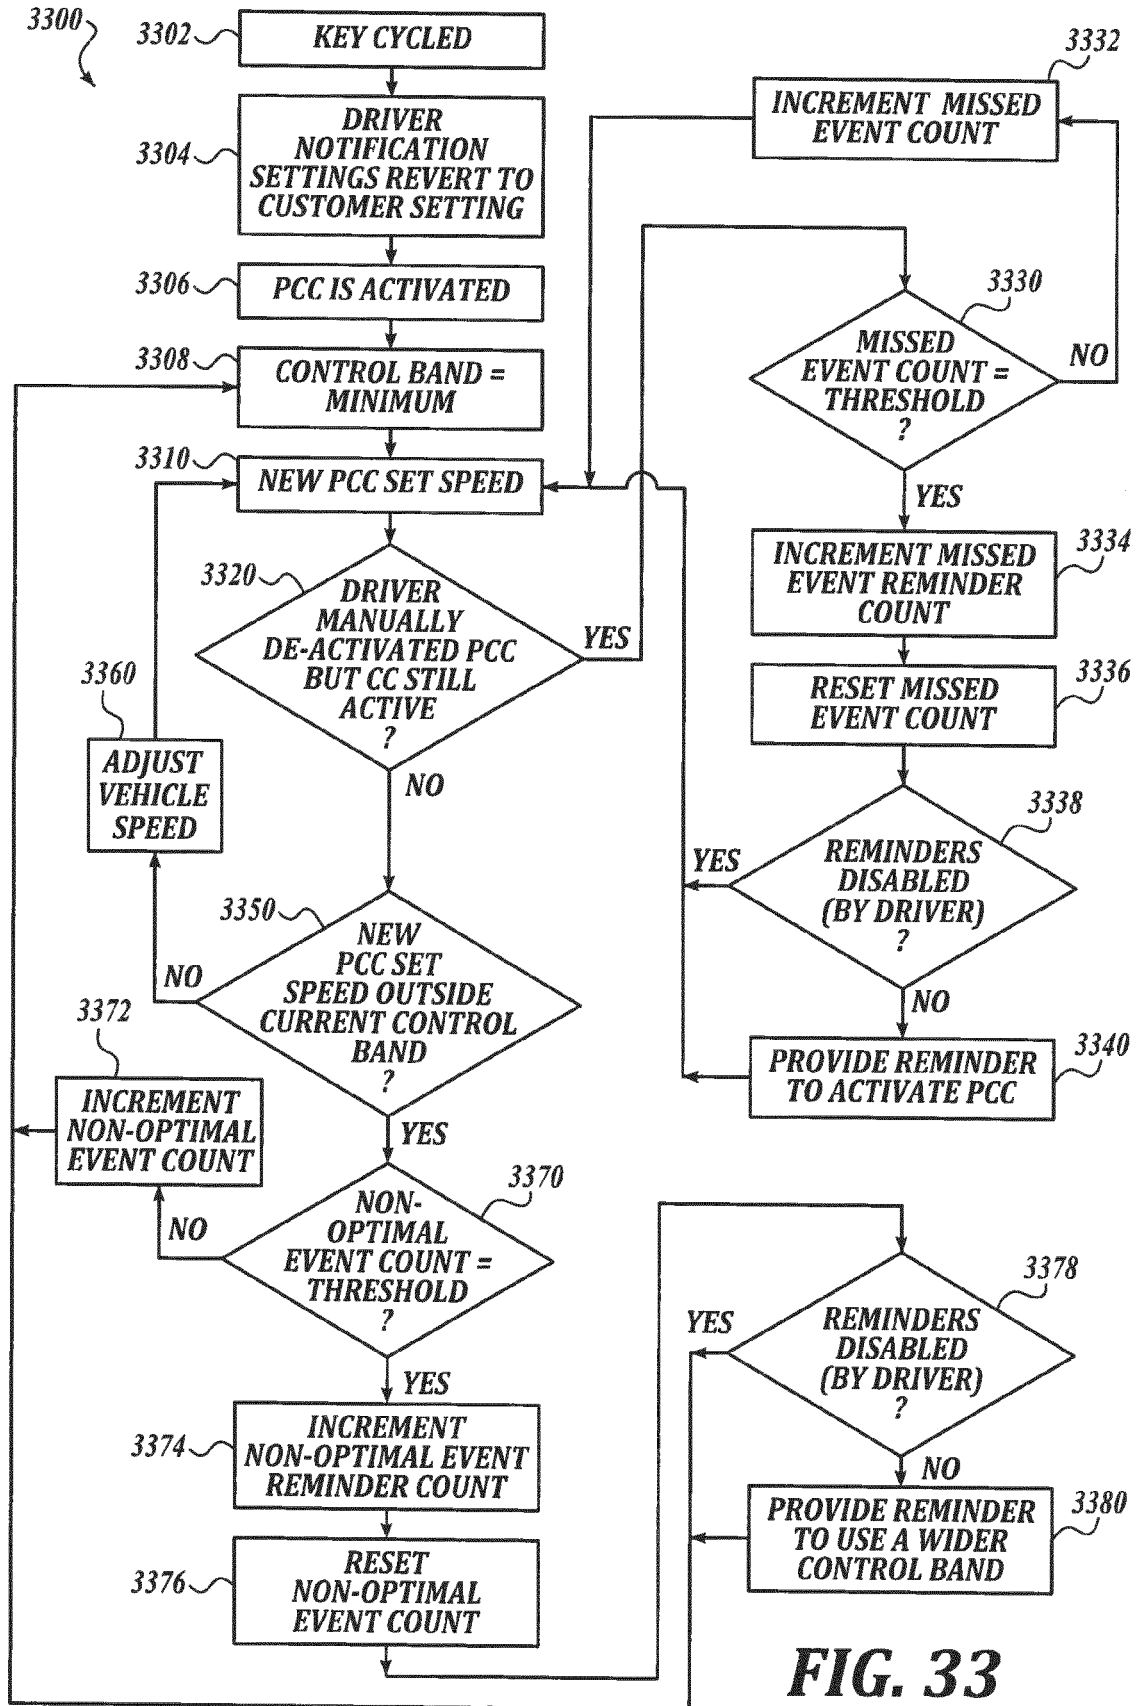 3300
3302
KEY CYCLED
3304
DRIVER
NOTIFICATION
SETTINGS REVERT TO
CUSTOMER SETTING
3306
PCC IS ACTIVATED
3308
CONTROL BAND =
MINIMUM
3310
NEW PCC SET SPEED
3320
DRIVER
MANUALLY
DE-ACTIVATED PCC
BUT CC STILL
ACTIVE
?
YES
NO
3360
ADJUST
VEHICLE
SPEED
3350
NEW
PCC SET
SPEED OUTSIDE
CURRENT CONTROL
BAND
?
NO
YES
3372
INCREMENT
NON-OPTIMAL
EVENT COUNT
3370
NON-
OPTIMAL
EVENT COUNT =
THRESHOLD
?
NO
YES
3374
INCREMENT
NON-OPTIMAL EVENT
REMINDER COUNT
3376
RESET
NON-OPTIMAL
EVENT COUNT
3332
INCREMENT MISSED
EVENT COUNT
3330
MISSED
EVENT COUNT =
THRESHOLD
?
NO
YES
3334
INCREMENT MISSED
EVENT REMINDER
COUNT
3336
RESET MISSED
EVENT COUNT
3338
REMINDERS
DISABLED
(BY DRIVER)
?
YES
NO
3340
PROVIDE REMINDER
TO ACTIVATE PCC
3378
REMINDERS
DISABLED
(BY DRIVER)
?
YES
NO
3380
PROVIDE REMINDER
TO USE A WIDER
CONTROL BAND
FIG. 33